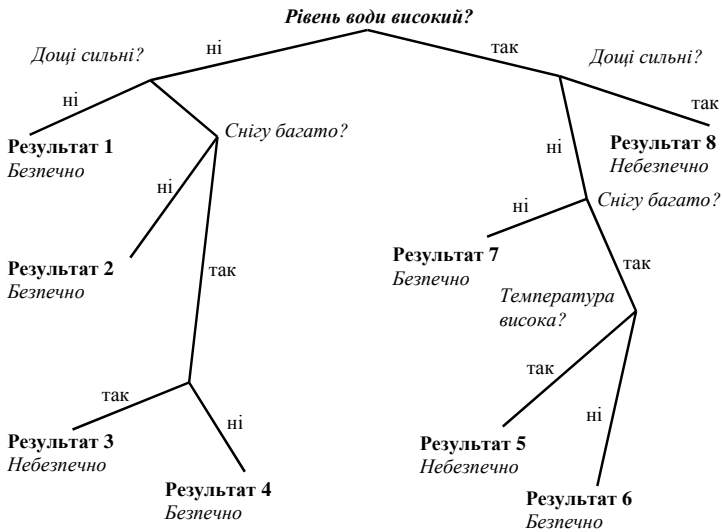 Рівень води високий?
Дощі сильні?
ні
так
Дощі сильні?
ні
так
Результат 1
Безпечно
Снігу багато?
Результат 8
Небезпечно
ні
ні
ні
Снігу багато?
Результат 2
Безпечно
так
Результат 7
Безпечно
так
Температура
висока?
так
ні
так
ні
Результат 3
Небезпечно
Результат 5
Небезпечно
Результат 4
Безпечно
Результат 6
Безпечно